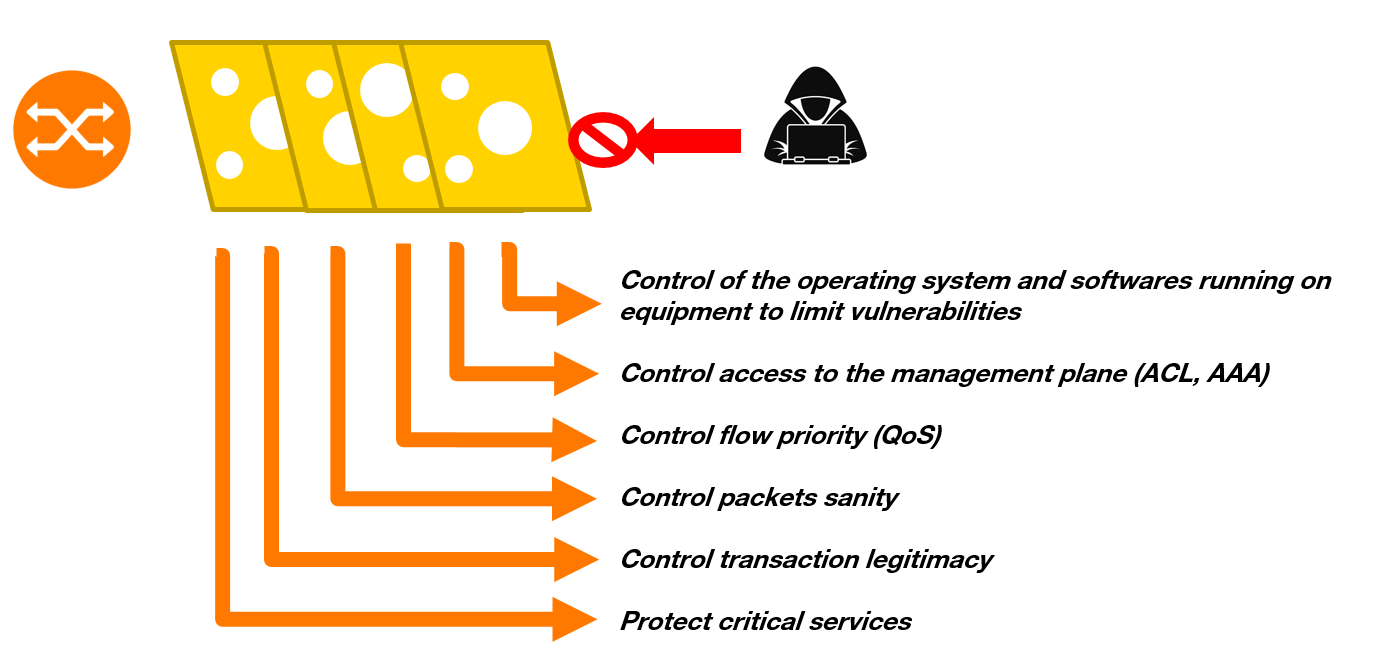 Control of the operating system and softwares running on
equipment to limit vulnerabilities
Control access to the management plane (ACL, AAA)
Control flow priority (QoS)
Control packets sanity
Control transaction legitimacy
Protect critical services